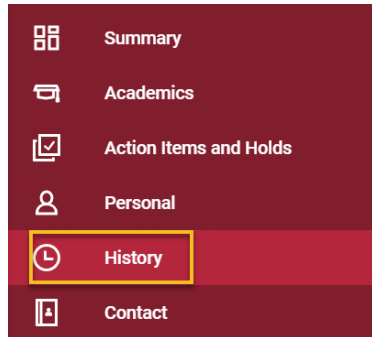 Summary
Academics
Action Items and Holds
Personal
History
Contact